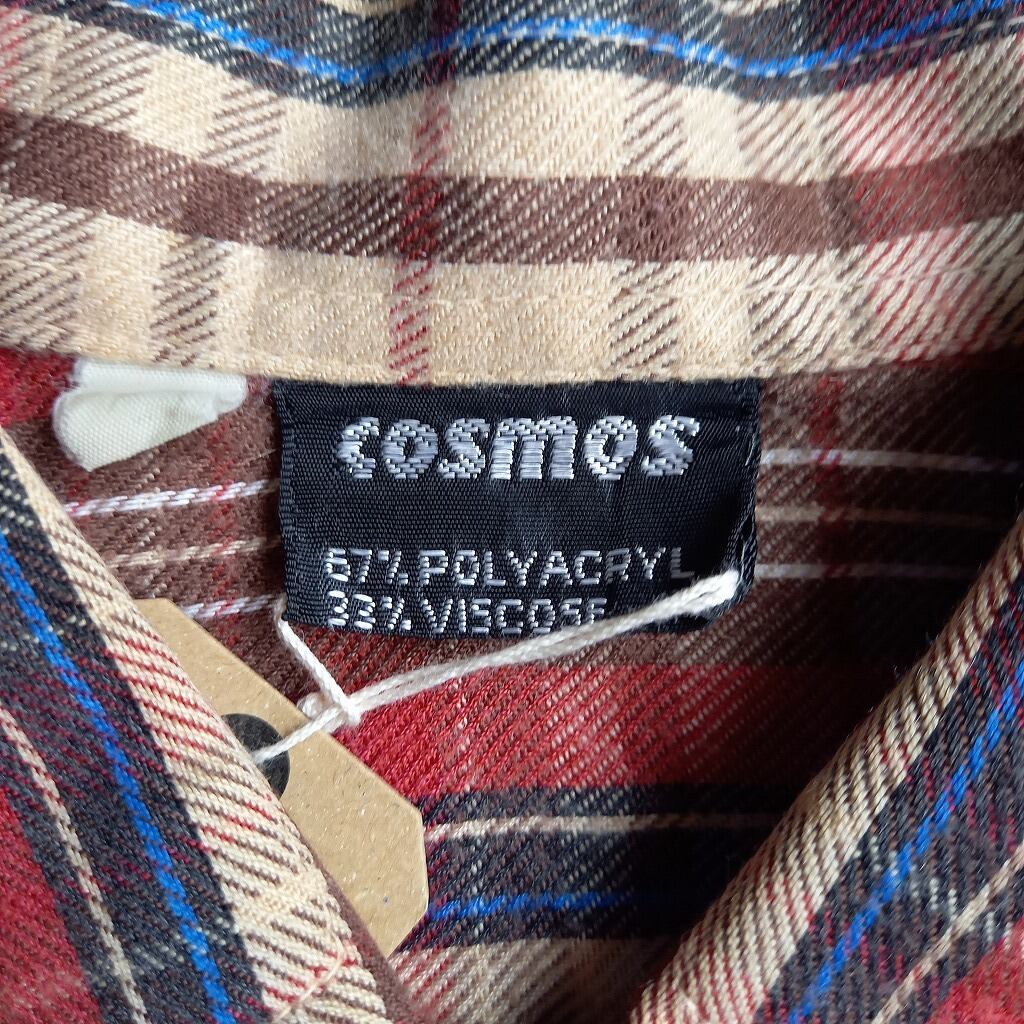 cosmos
67% POLYACRYL
33% VISCOSE